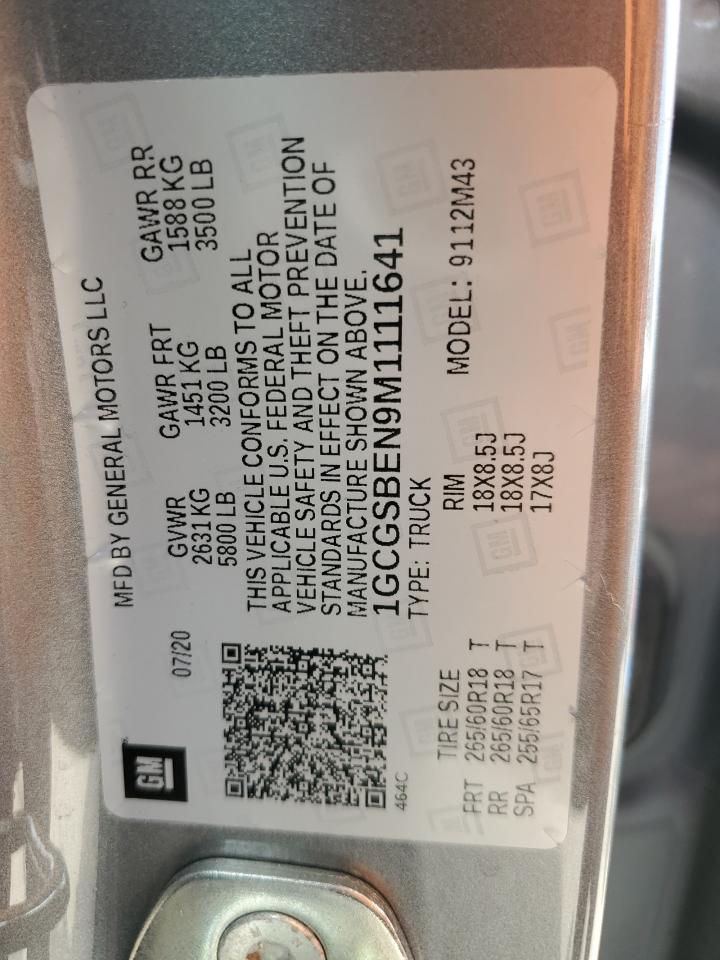 GM
07/20
MFD BY GENERAL MOTORS LLC
GVWR GAWR FRT GAWR RR
2631 KG 1451 KG 1588 KG
5800 LB 3200 LB 3500 LB
THIS VEHICLE CONFORMS TO ALL
APPLICABLE U.S. FEDERAL MOTOR
VEHICLE SAFETY AND THEFT PREVENTION
STANDARDS IN EFFECT ON THE DATE OF
MANUFACTURE SHOWN ABOVE.
1GCGSBEN9M1111641
464C
TYPE: TRUCK
TIRE SIZE RIM MODEL: 9112M43
FRT 265/60R18 T 18X8.5J
RR 265/60R18 T 18X8.5J
SPA 255/65R17 T 17X8J